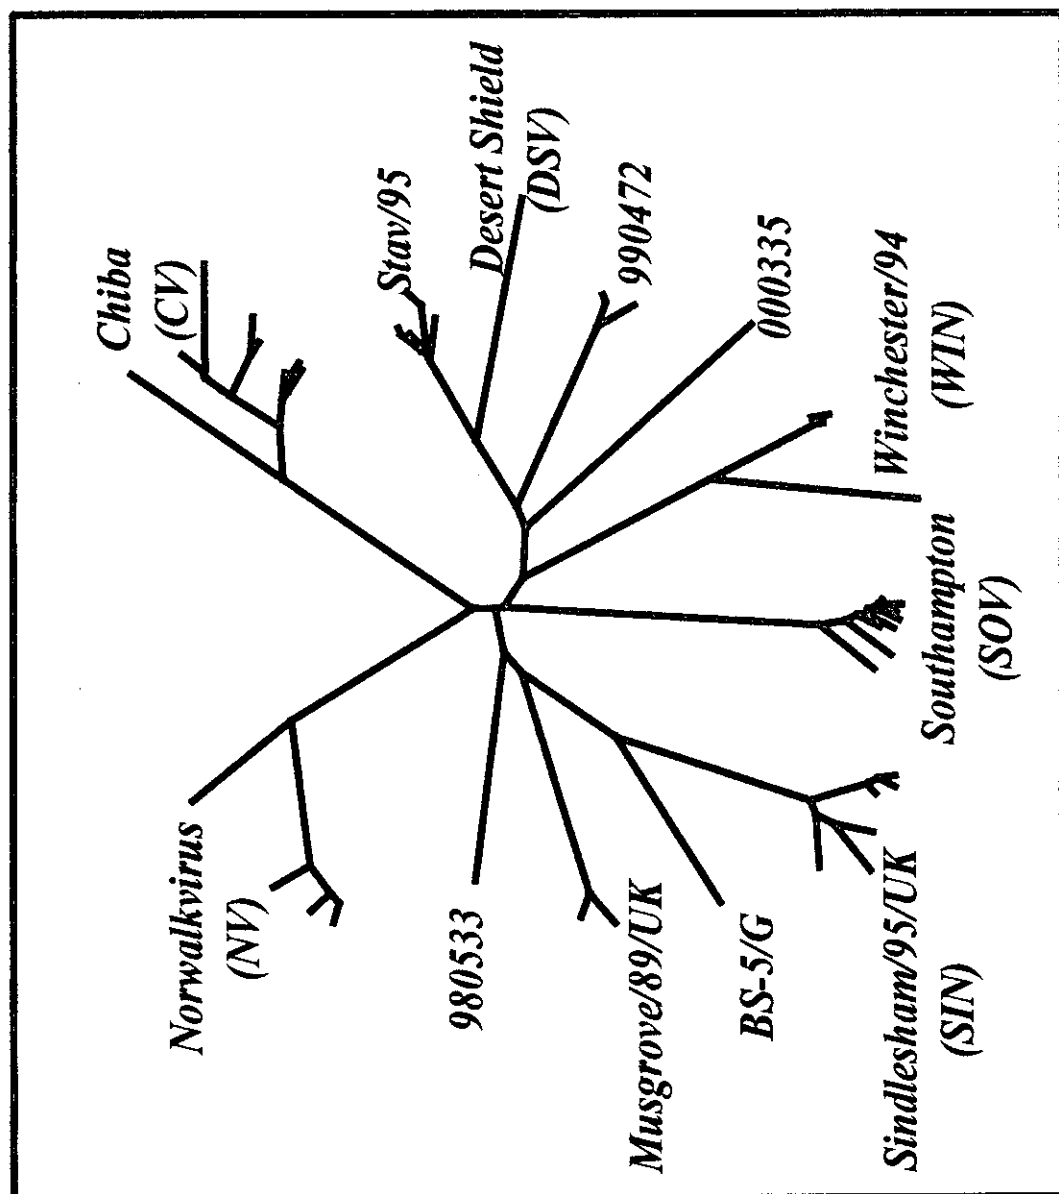 Norwalkvirus
(NV)
Chiba
(CV)
Stav/95
Desert Shield
(DSV)
990472
000335
Winchester/94
(WIN)
Southampton
(SOV)
Sindlesham/95/UK
(SIN)
BS-5/G
Musgrove/89/UK
980533